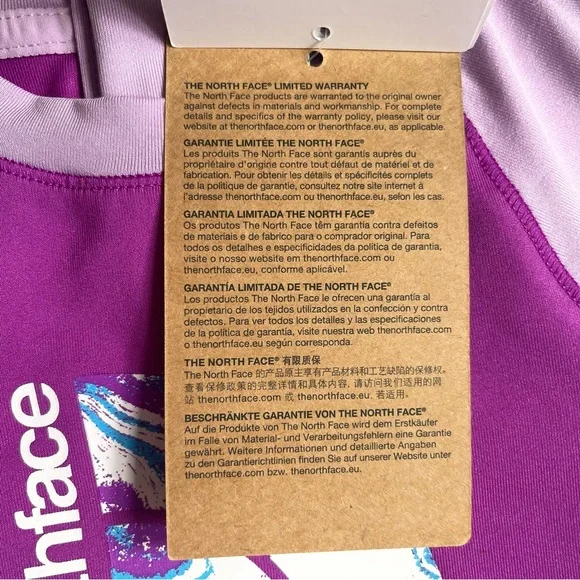 THE NORTH FACE® LIMITED WARRANTY
The North Face products are warranted to the original owner
against defects in materials and workmanship. For complete
details and specifics of the warranty policy, please visit our
website at thenorthface.com or thenorthface.eu, as applicable.
GARANTIE LIMITÉE THE NORTH FACE®
Les produits The North Face sont garantis auprès du
propriétaire d'origine contre tout défaut de matériel et de
fabrication. Pour obtenir les détails et spécificités complets
de la politique de garantie, consultez notre site internet à
l'adresse thenorthface.com ou thenorthface.eu, selon les cas.
GARANTIA LIMITADA THE NORTH FACE®
Os produtos The North Face têm garantia contra defeitos
de materiais e de fabrico para o comprador original. Para
todos os detalhes e especificidades da política de garantia,
visite o nosso website em thenorthface.com ou
thenorthface.eu, conforme aplicável.
GARANTÍA LIMITADA DE THE NORTH FACE®
Los productos The North Face le ofrecen una garantía al
propietario de los tejidos utilizados en la confección y contra
defectos. Para ver todos los detalles y las especificaciones
de la política de garantía, visite nuestra web thenorthface.com
o thenorthface.eu según corresponda.
THE NORTH FACE® 有限质保
The North Face 的产品原主享有产品材料和工艺缺陷的保修权。
查看保修政策的完整详情和具体内容, 请访问我们适用的网
站 thenorthface.com 或 thenorthface.eu. 若适用。
BESCHRÄNKTE GARANTIE VON THE NORTH FACE®
Auf die Produkte von The North Face wird dem Erstkäufer
im Falle von Material- und Verarbeitungsfehlern eine Garantie
gewährt. Weitere Informationen und detaillierte Angaben
zu den Garantierichtlinien finden Sie auf unserer Website unter
thenorthface.com bzw. thenorthface.eu.
hface